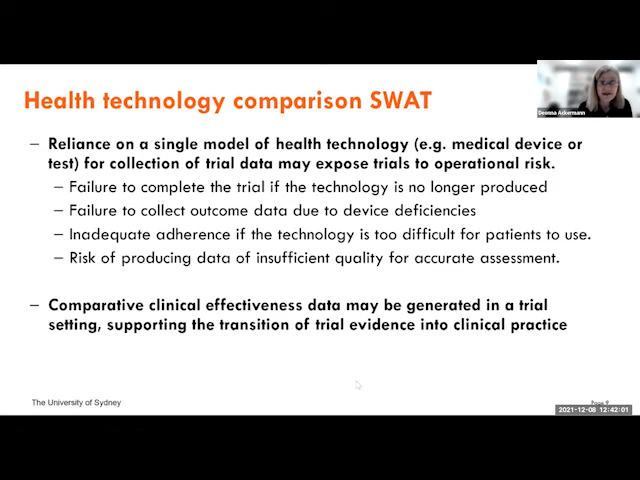 Health technology comparison SWAT
Deonna Ackermann
– Reliance on a single model of health technology (e.g. medical device or
test) for collection of trial data may expose trials to operational risk.
– Failure to complete the trial if the technology is no longer produced
– Failure to collect outcome data due to device deficiencies
– Inadequate adherence if the technology is too difficult for patients to use.
– Risk of producing data of insufficient quality for accurate assessment.
– Comparative clinical effectiveness data may be generated in a trial
setting, supporting the transition of trial evidence into clinical practice
The University of Sydney
Page 9
2021-12-08 12:42:01